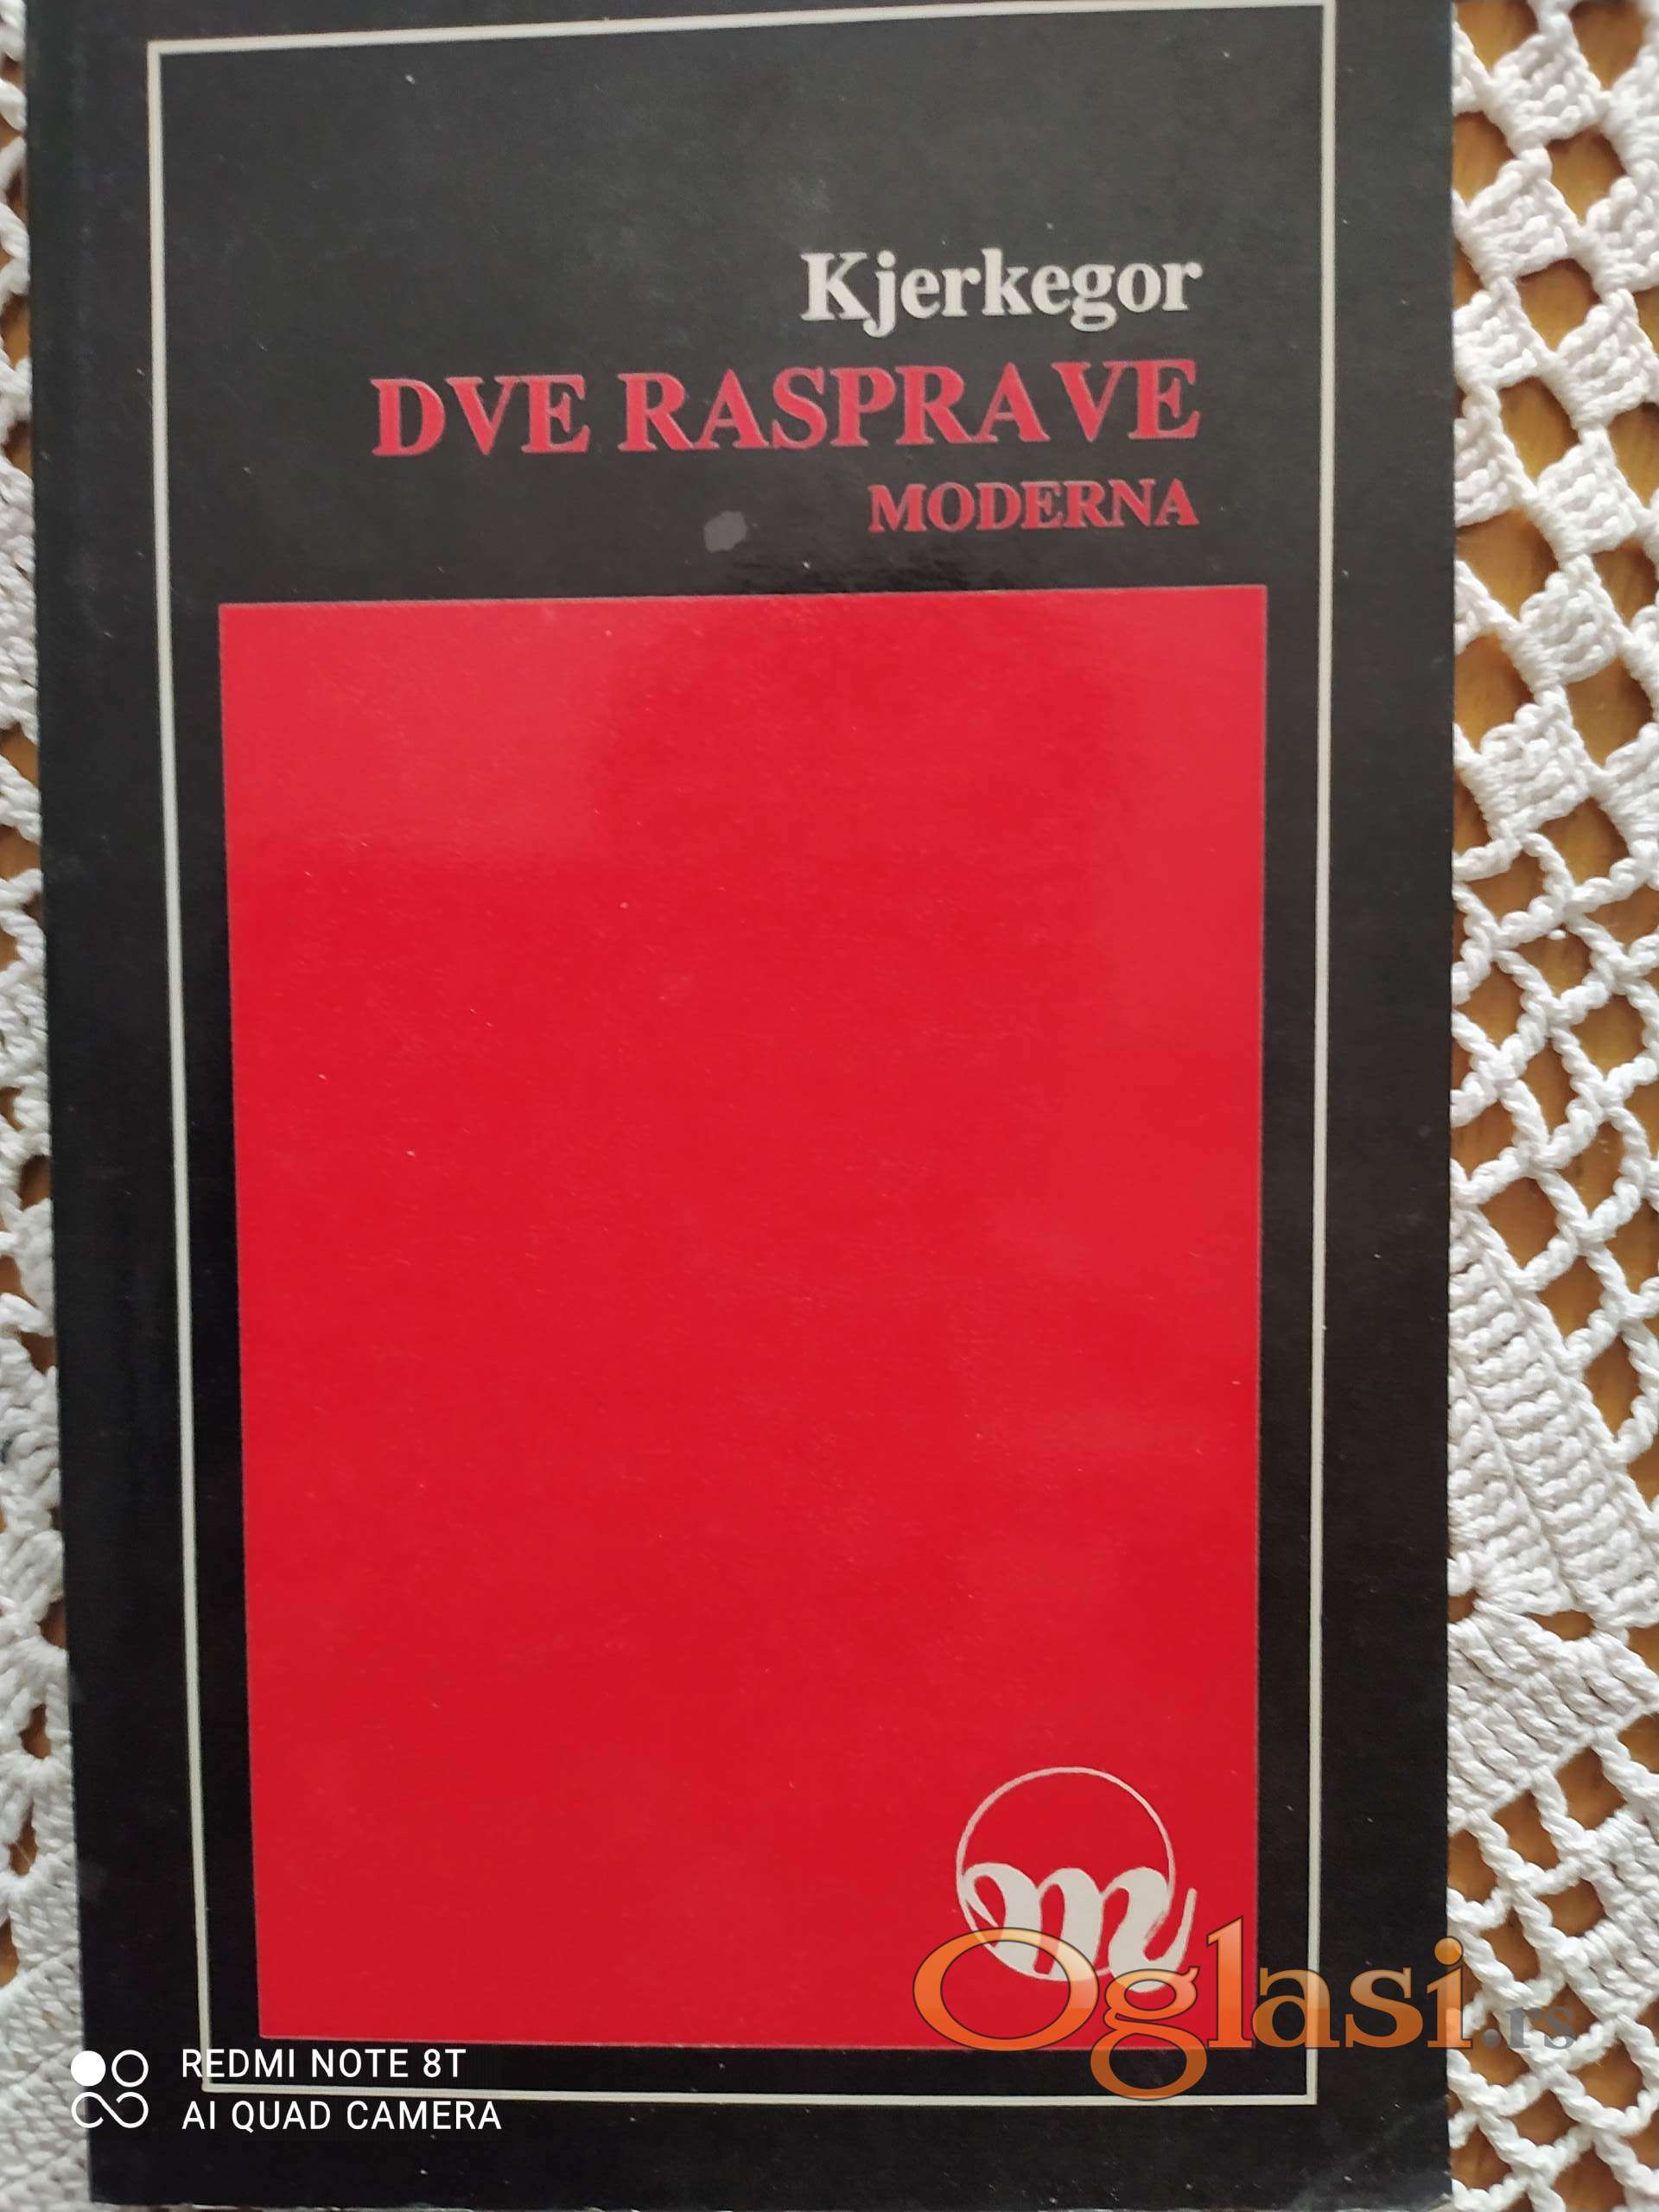 Kjerkegor
DVE RASPRAVE
MODERNA
m
Oglasi.rs
REDMI NOTE 8T
AI QUAD CAMERA